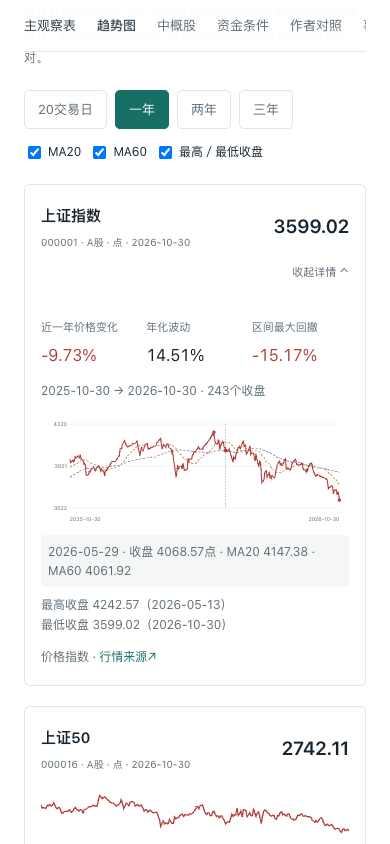 主观察表 趋势图 中概股 资金条件 作者对照
对。
20交易日 一年 两年 三年
MA20 MA60 最高 / 最低收盘
上证指数
3599.02
000001 · A股 · 点 · 2026-10-30
收起详情
近一年价格变化 年化波动 区间最大回撤
-9.73% 14.51% -15.17%
2025-10-30 → 2026-10-30 · 243个收盘
4320
3921
3522
2025-10-30 2026-10-30
2026-05-29 · 收盘 4068.57点 · MA20 4147.38 ·
MA60 4061.92
最高收盘 4242.57（2026-05-13）
最低收盘 3599.02（2026-10-30）
价格指数 · 行情来源↗
上证50
2742.11
000016 · A股 · 点 · 2026-10-30